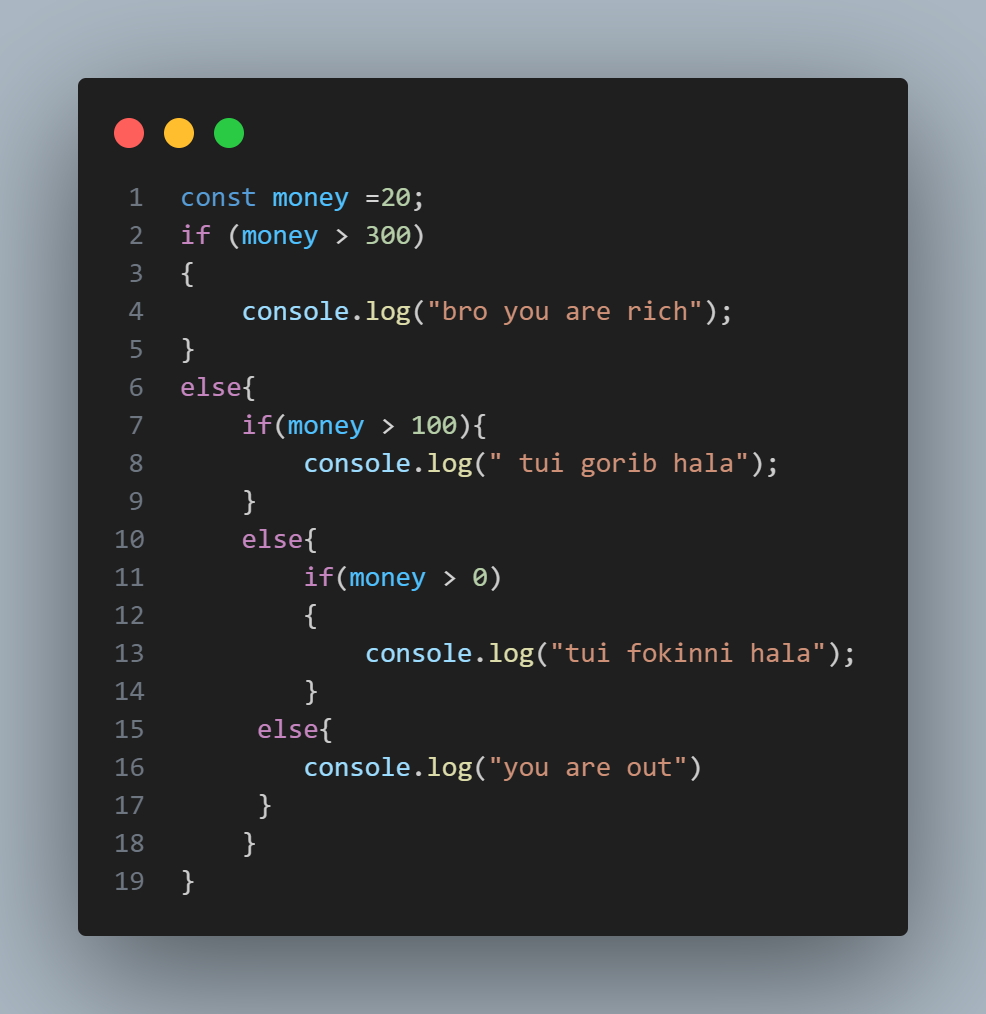 1 const money =20;
2 if (money > 300)
3 {
4     console.log("bro you are rich");
5 }
6 else{
7     if(money > 100){
8         console.log(" tui gorib hala");
9     }
10     else{
11         if(money > 0)
12         {
13             console.log("tui fokinni hala");
14         }
15      else{
16         console.log("you are out")
17      }
18     }
19 }